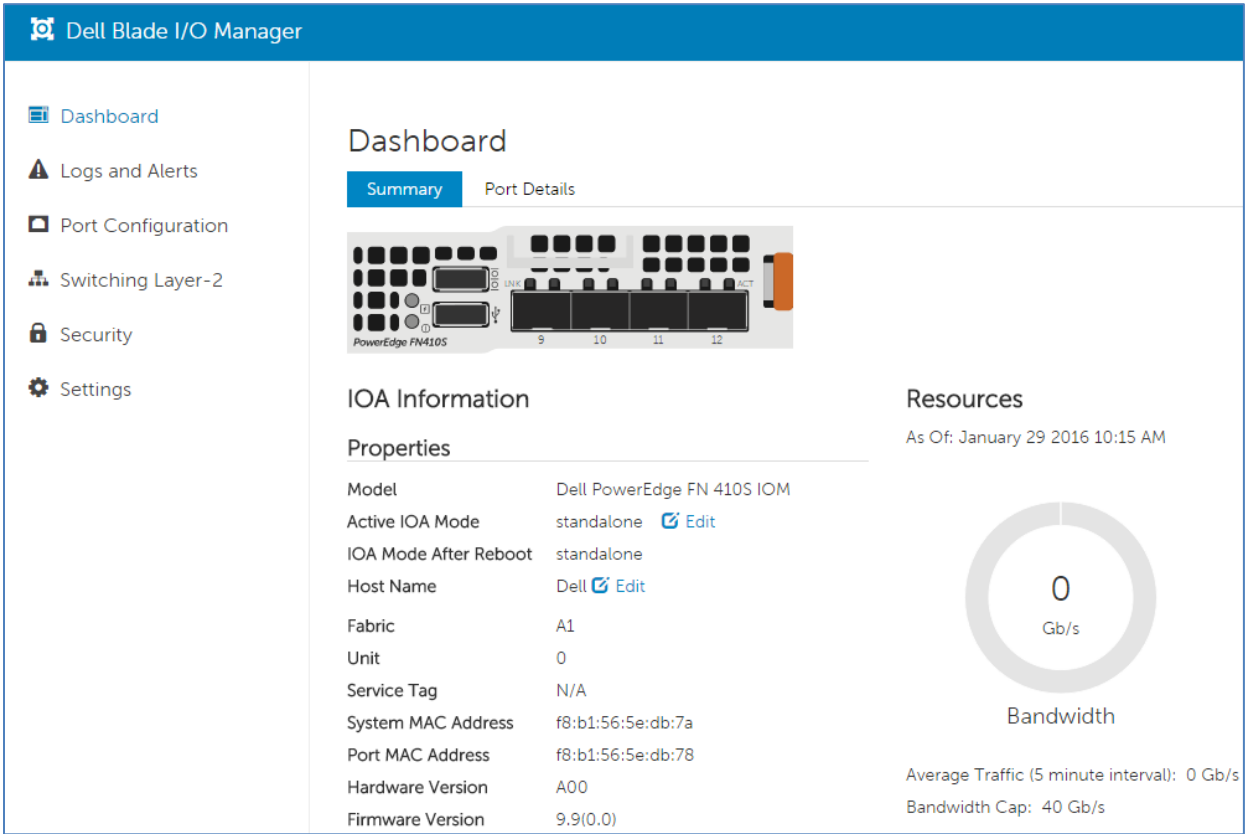 Dell Blade I/O Manager
Dashboard
Logs and Alerts
Port Configuration
Switching Layer-2
Security
Settings
Dashboard
Summary Port Details
LNK ACT
PowerEdge FN410S
9 10 11 12
IOA Information
Properties
Model Dell PowerEdge FN 410S IOM
Active IOA Mode standalone Edit
IOA Mode After Reboot standalone
Host Name Dell Edit
Fabric A1
Unit 0
Service Tag N/A
System MAC Address f8:b1:56:5e:db:7a
Port MAC Address f8:b1:56:5e:db:78
Hardware Version A00
Firmware Version 9.9(0.0)
Resources
As Of: January 29 2016 10:15 AM
0
Gb/s
Bandwidth
Average Traffic (5 minute interval): 0 Gb/s
Bandwidth Cap: 40 Gb/s